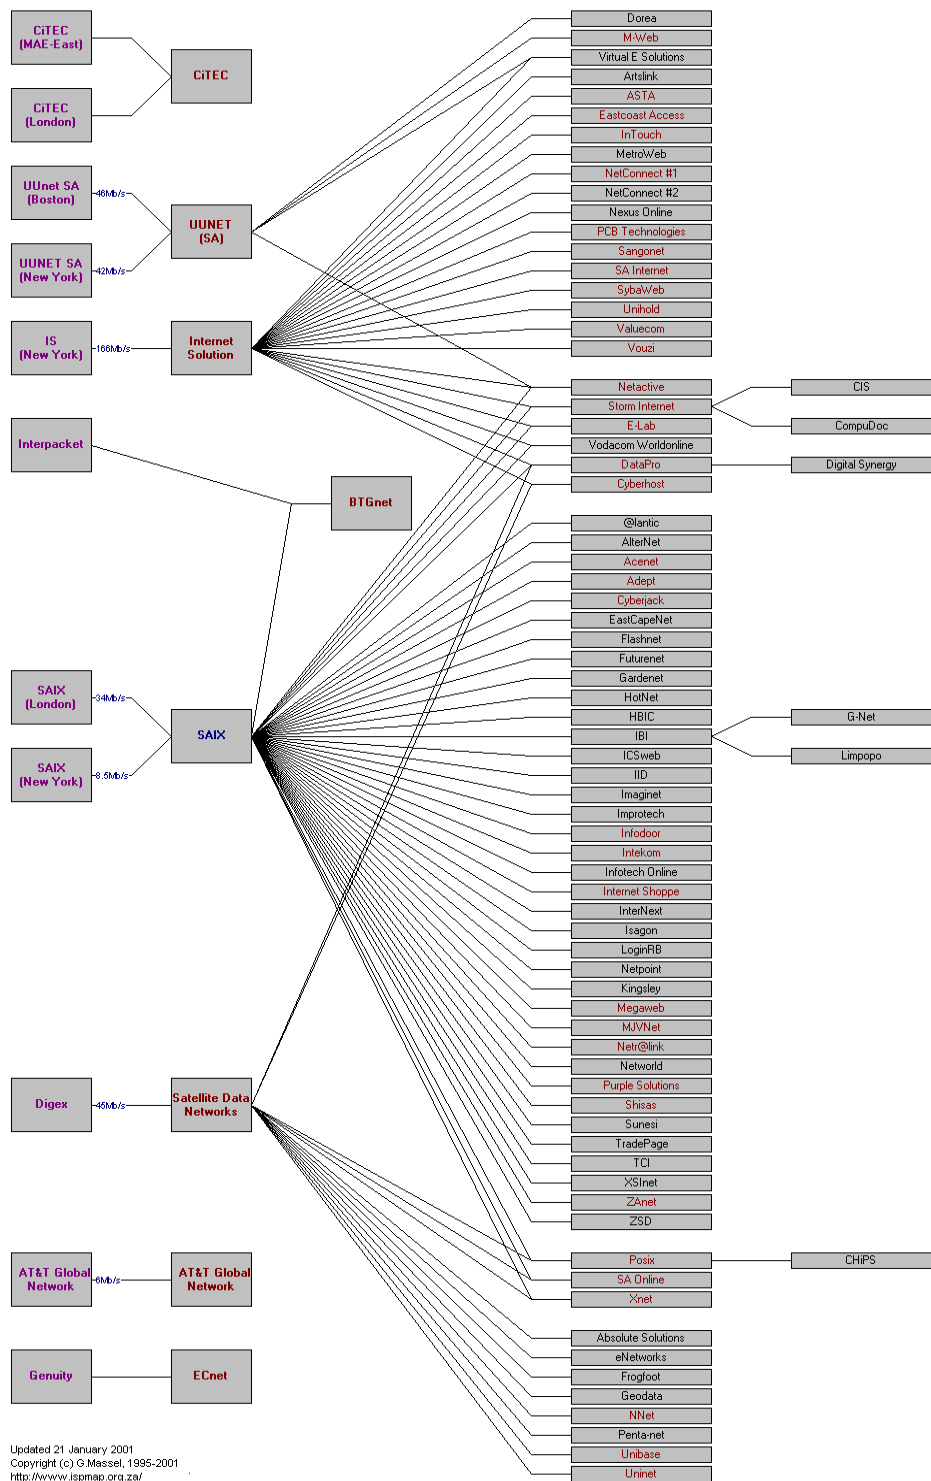 CiTEC
(MAE-East)
CiTEC
(London)
CiTEC
UUnet SA
(Boston)
46Mb/s
UUNET SA
(New York)
42Mb/s
UUNET
(SA)
IS
(New York)
166Mb/s
Internet
Solution
Interpacket
BTGnet
SAIX
(London)
34Mb/s
SAIX
(New York)
8.5Mb/s
SAIX
Digex
45Mb/s
Satellite Data
Networks
AT&T Global
Network
6Mb/s
AT&T Global
Network
Genuity
ECnet
Dorea
M-Web
Virtual E Solutions
Artslink
ASTA
Eastcoast Access
InTouch
MetroWeb
NetConnect #1
NetConnect #2
Nexus Online
PCB Technologies
Sangonet
SA Internet
SybaWeb
Unihold
Valuecom
Vouzi
Netactive
Storm Internet
E-Lab
Vodacom Worldonline
DataPro
Cyberhost
CIS
CompuDoc
Digital Synergy
@lantic
AlterNet
Acenet
Adept
Cyberjack
EastCapeNet
Flashnet
Futurenet
Gardenet
HotNet
HBIC
IBI
ICSweb
IID
Imaginet
Improtech
Infodoor
Intekom
Infotech Online
Internet Shoppe
InterNext
Isagon
LoginRB
Netpoint
Kingsley
Megaweb
MJVNet
Netr@link
Networld
Purple Solutions
Shisas
Sunesi
TradePage
TCI
XSInet
ZAnet
ZSD
G-Net
Limpopo
Posix
SA Online
Xnet
CHiPS
Absolute Solutions
eNetworks
Frogfoot
Geodata
NNet
Penta-net
Unibase
Uninet
Updated 21 January 2001
Copyright (c) G.Massel, 1995-2001
http://www.ispmap.org.za/